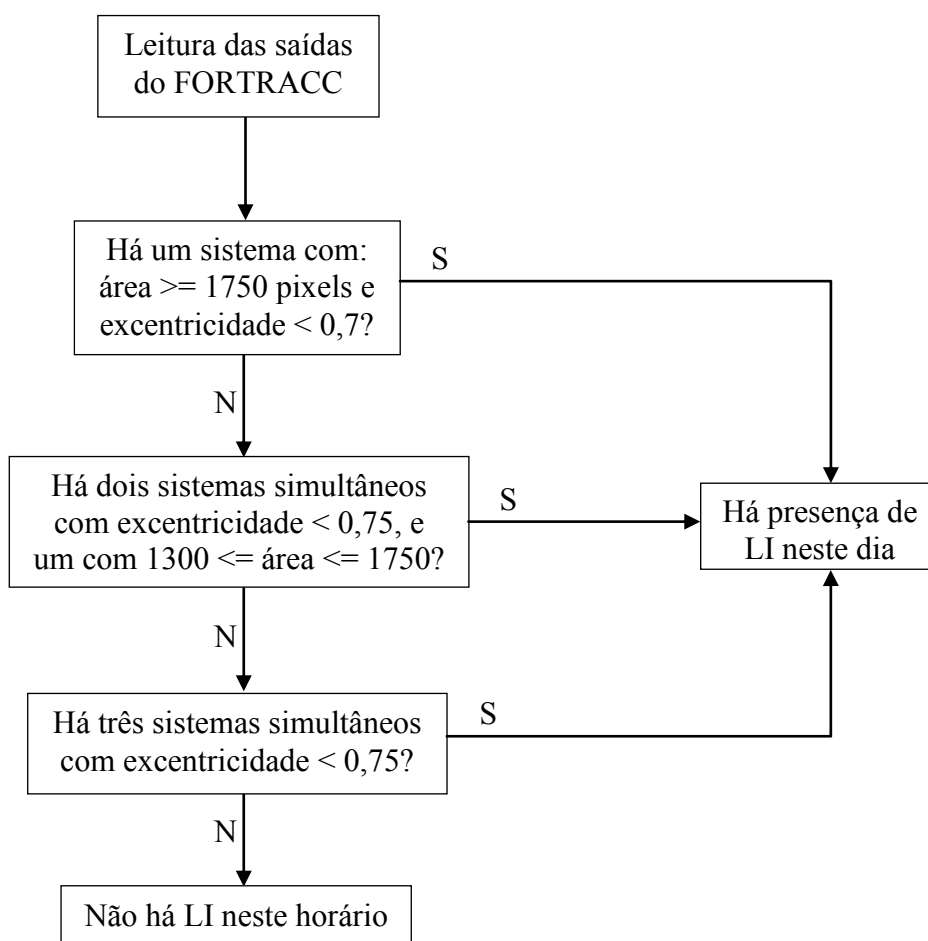 Leitura das saídas
do FORTRACC
Há um sistema com:
área >= 1750 pixels e
excentricidade < 0,7?
S
N
Há dois sistemas simultâneos
com excentricidade < 0,75, e
um com 1300 <= área <= 1750?
S
Há presença de
LI neste dia
N
Há três sistemas simultâneos
com excentricidade < 0,75?
S
N
Não há LI neste horário